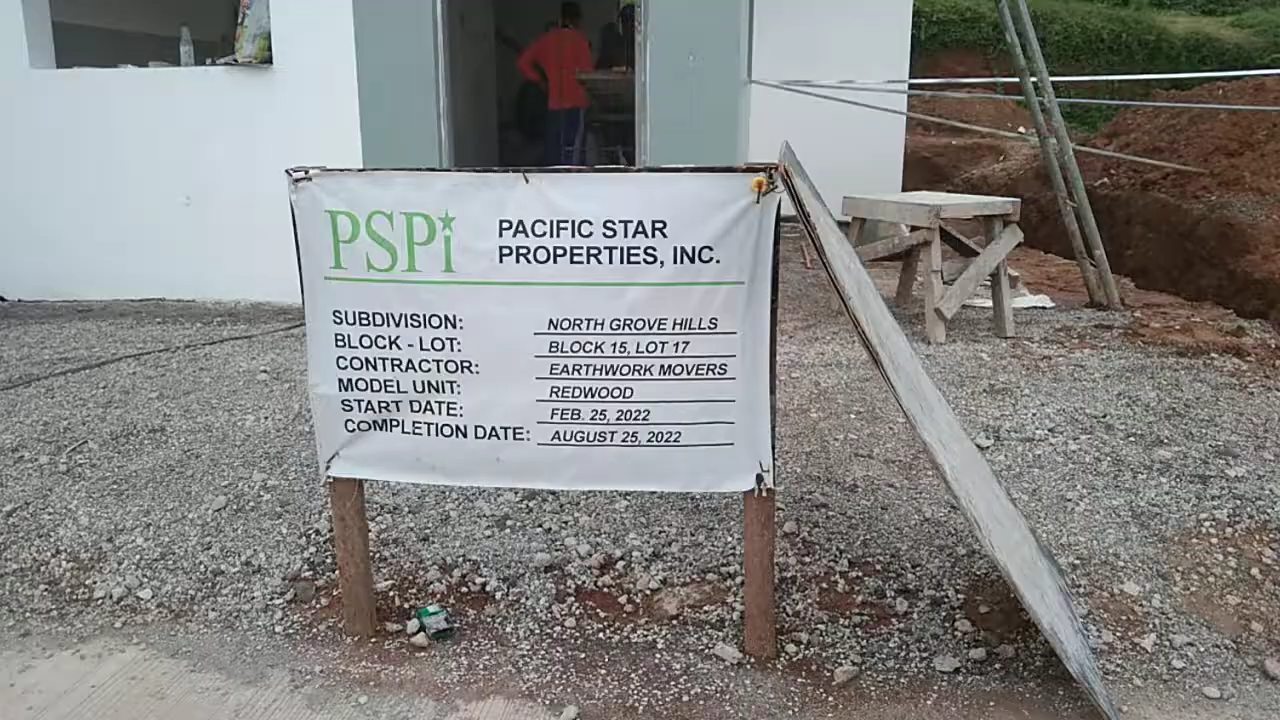 PSPi
PACIFIC STAR
PROPERTIES, INC.
SUBDIVISION: NORTH GROVE HILLS
BLOCK - LOT: BLOCK 15, LOT 17
CONTRACTOR: EARTHWORK MOVERS
MODEL UNIT: REDWOOD
START DATE: FEB. 25, 2022
COMPLETION DATE: AUGUST 25, 2022